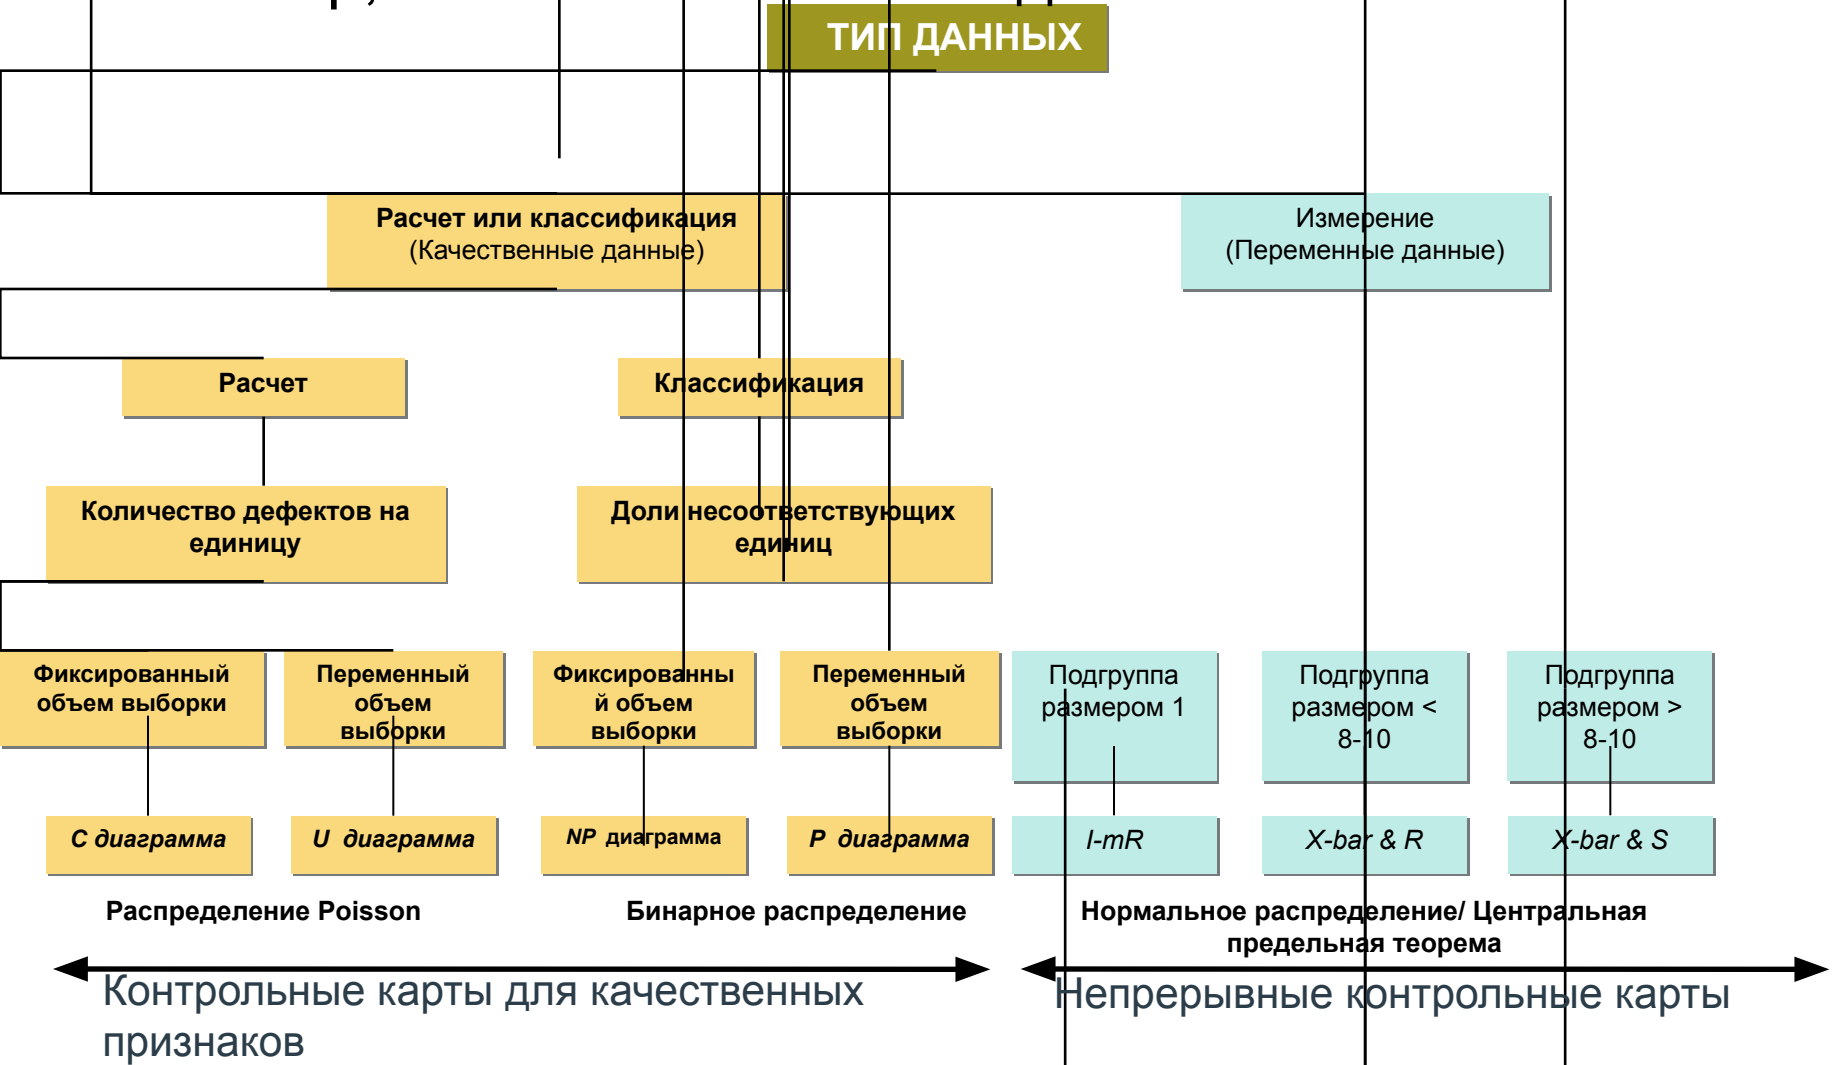 ТИП ДАННЫХ
Расчет или классификация
(Качественные данные)
Измерение
(Переменные данные)
Расчет
Классификация
Количество дефектов на
единицу
Доли несоответствующих
единиц
Фиксированный
объем выборки
Переменный
объем
выборки
Фиксированны
й объем
выборки
Переменный
объем
выборки
Подгруппа
размером 1
Подгруппа
размером <
8-10
Подгруппа
размером >
8-10
C диаграмма
U диаграмма
NP диаграмма
P диаграмма
I-mR
X-bar & R
X-bar & S
Распределение Poisson
Бинарное распределение
Нормальное распределение/ Центральная
предельная теорема
Контрольные карты для качественных
признаков
Непрерывные контрольные карты